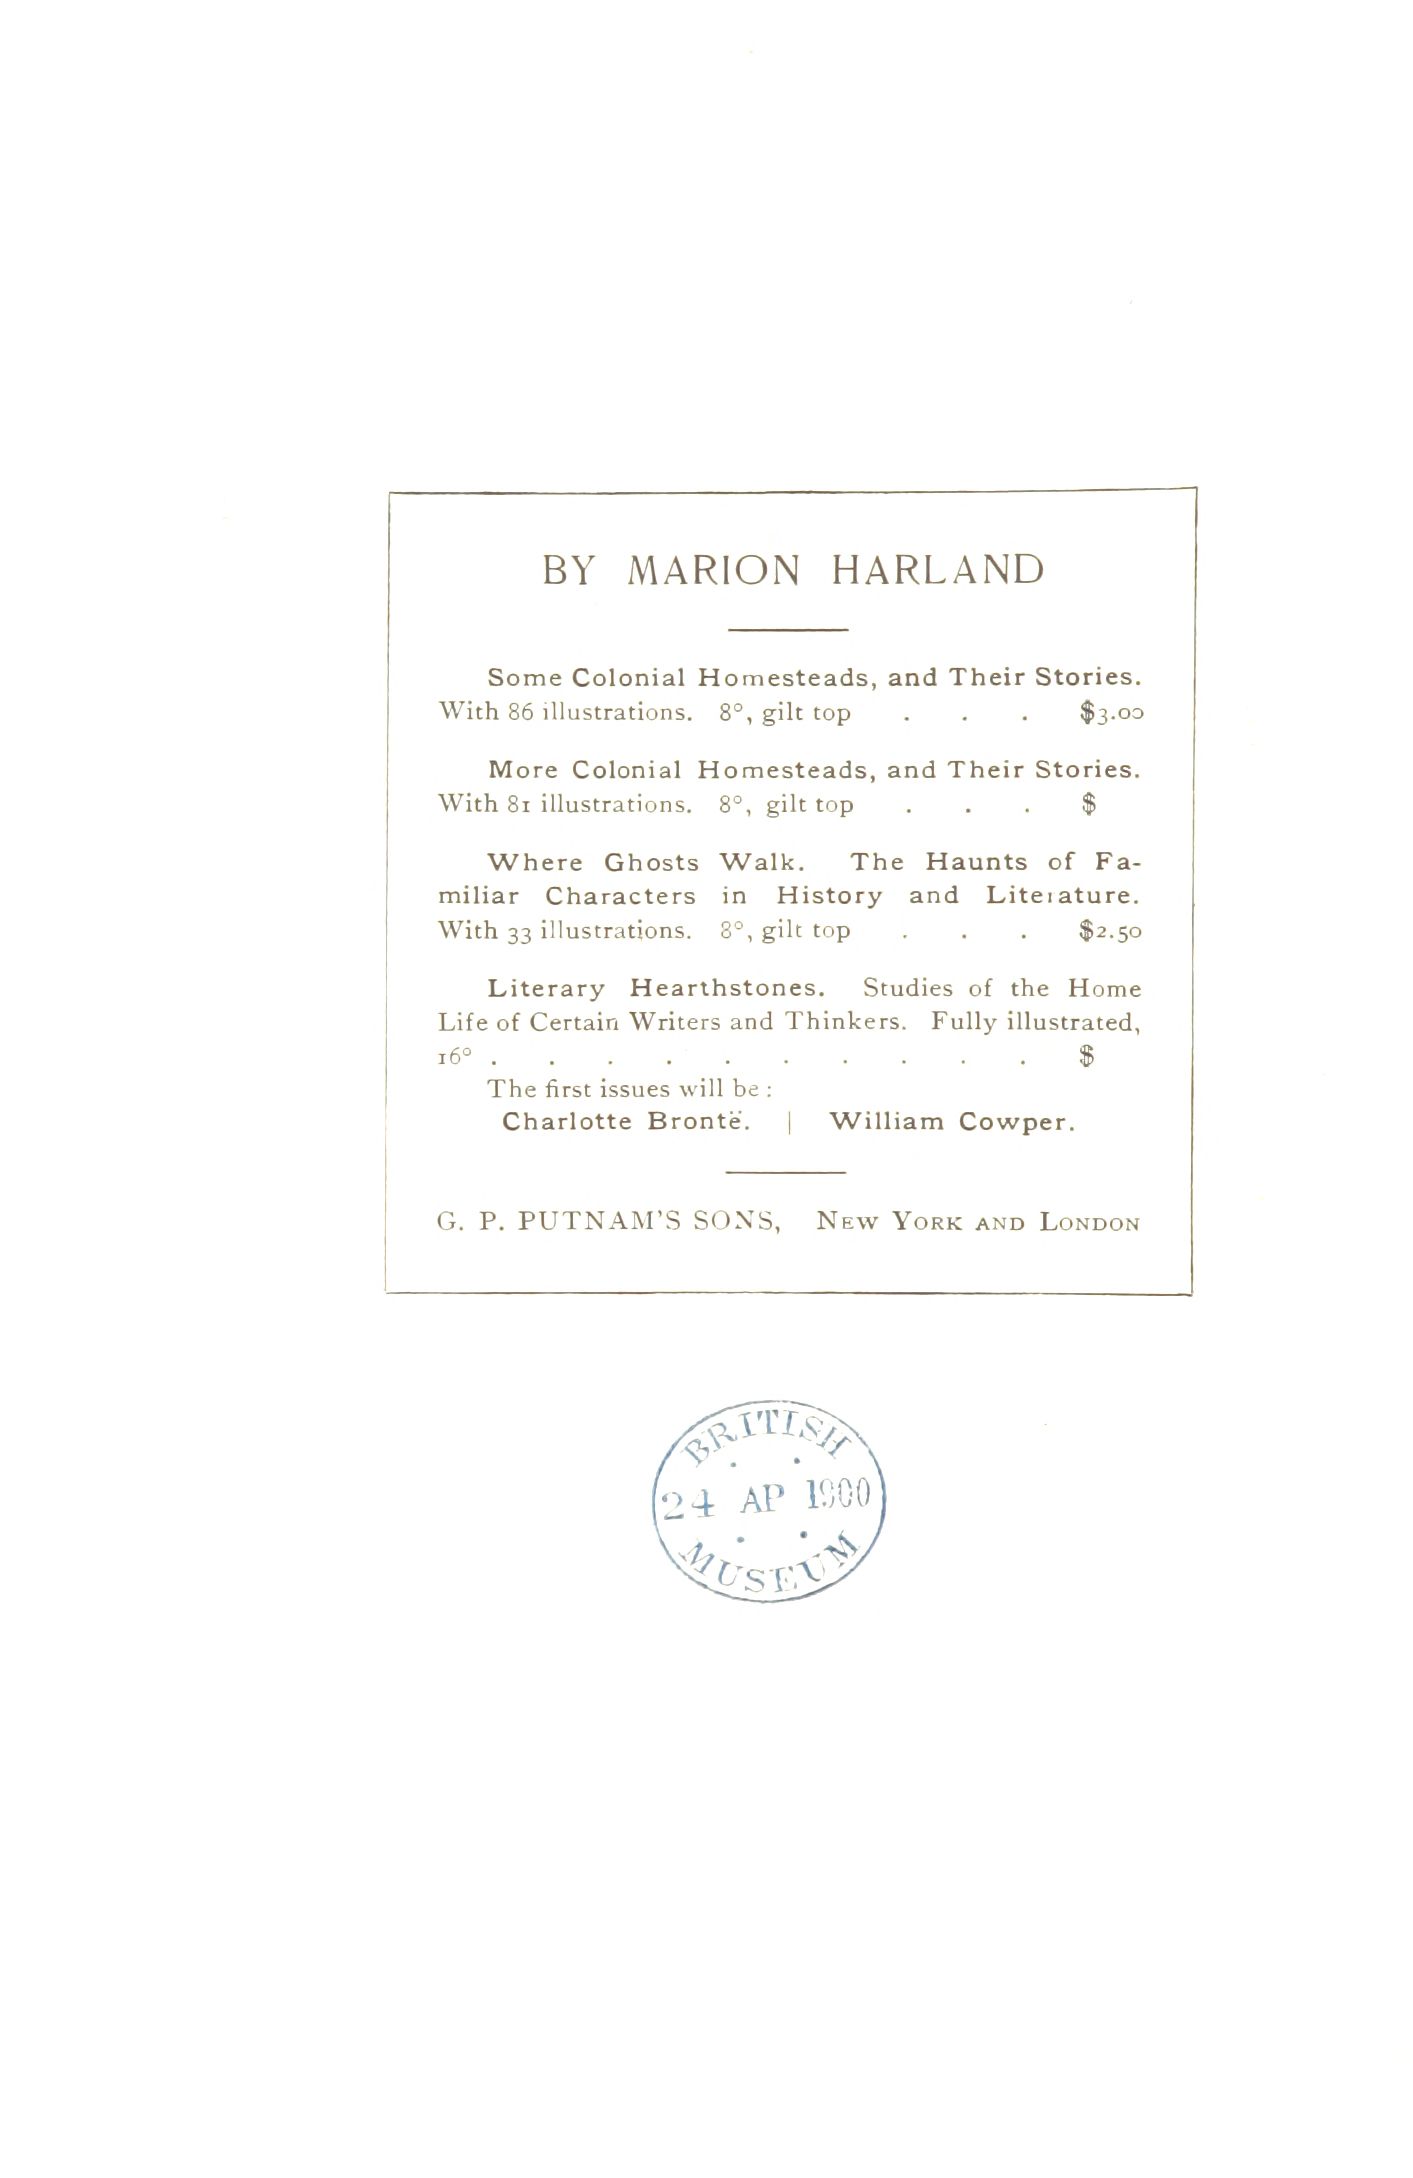 BY MARION HARLAND
Some Colonial Homesteads, and Their Stories.
With 86 illustrations. 8°, gilt top . . . $3.00
More Colonial Homesteads, and Their Stories.
With 81 illustrations. 8°, gilt top . . . $
Where Ghosts Walk. The Haunts of Fa-
miliar Characters in History and Literature.
With 33 illustrations. 8°, gilt top . . . $2.50
Literary Hearthstones. Studies of the Home
Life of Certain Writers and Thinkers. Fully illustrated,
16° . . . . . . . . . . $
The first issues will be:
Charlotte Brontë. | William Cowper.
G. P. PUTNAM'S SONS, NEW YORK AND LONDON
BRITISH
24 AP 1900
MUSEUM